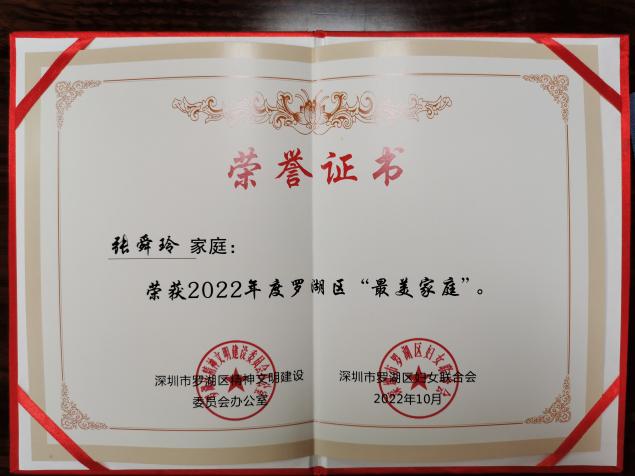 荣誉证书
张舜玲 家庭：
荣获2022年度罗湖区“最美家庭”。
深圳市罗湖区精神文明建设
委员会办公室
深圳市罗湖区妇女联合会
2022年10月